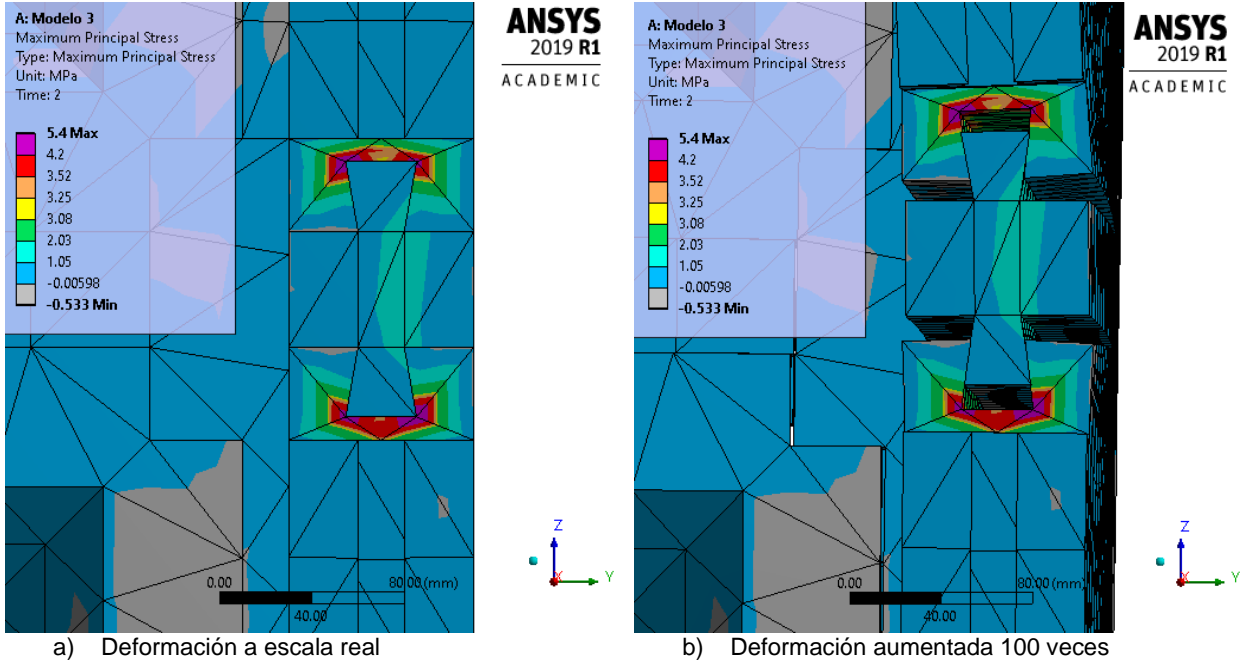 A: Modelo 3
Maximum Principal Stress
Type: Maximum Principal Stress
Unit: MPa
Time: 2
5.4 Max
4.2
3.52
3.25
3.08
2.03
1.05
-0.00598
-0.533 Min
ANSYS
2019 R1
ACADEMIC
Z
X
Y
0.00
80.00 (mm)
40.00
a) Deformación a escala real
A: Modelo 3
Maximum Principal Stress
Type: Maximum Principal Stress
Unit: MPa
Time: 2
5.4 Max
4.2
3.52
3.25
3.08
2.03
1.05
-0.00598
-0.533 Min
ANSYS
2019 R1
ACADEMIC
Z
X
Y
0.00
80.00 (mm)
40.00
b) Deformación aumentada 100 veces